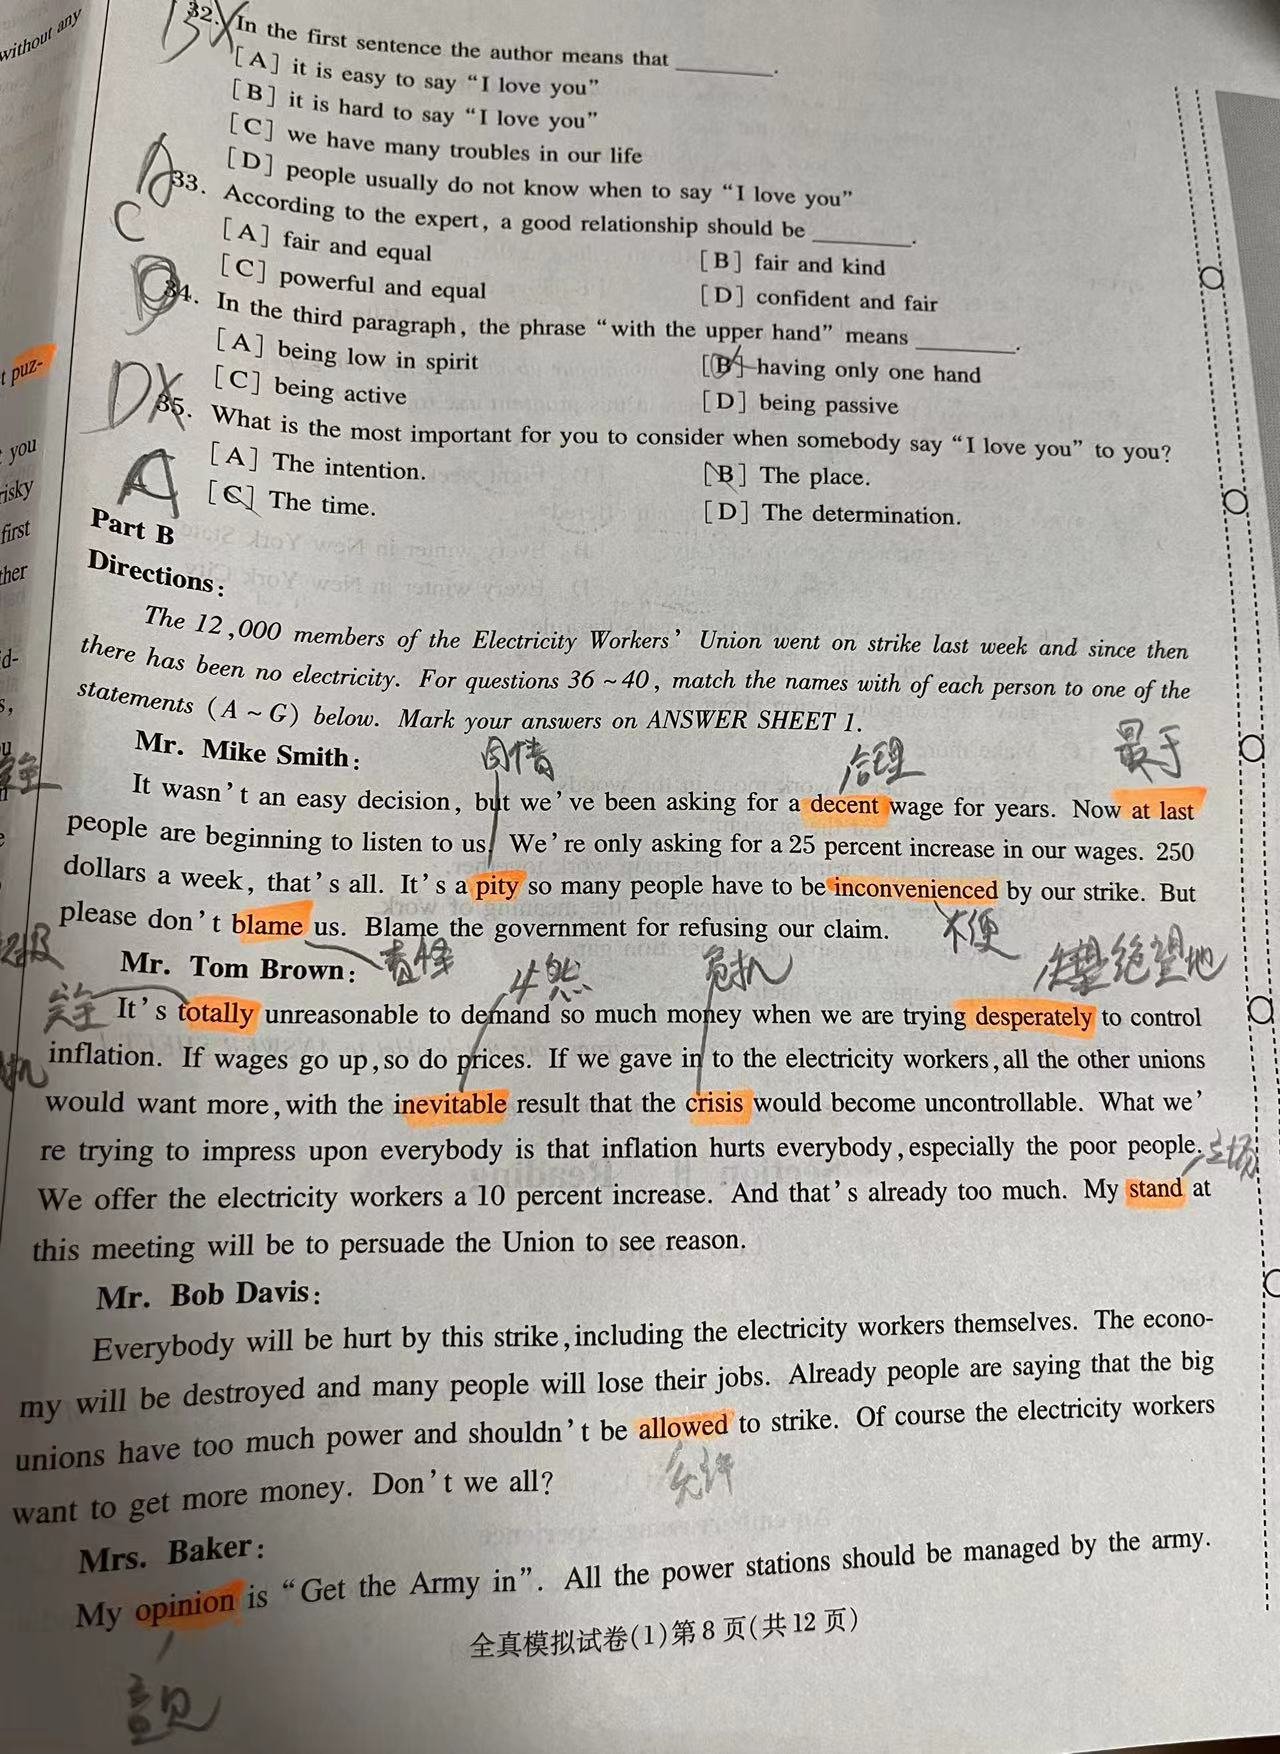 without any
32. In the first sentence the author means that ________.
[A] it is easy to say “I love you”
[B] it is hard to say “I love you”
[C] we have many troubles in our life
[D] people usually do not know when to say “I love you”
33. According to the expert, a good relationship should be ________.
[A] fair and equal [B] fair and kind
C
[C] powerful and equal [D] confident and fair
34. In the third paragraph, the phrase “with the upper hand” means ________.
[A] being low in spirit [B] having only one hand
t puz-
[C] being active [D] being passive
D
35. What is the most important for you to consider when somebody say “I love you” to you?
you
[A] The intention. [B] The place.
A
risky
[C] The time. [D] The determination.
first
Part B
ther
Directions:
The 12,000 members of the Electricity Workers’ Union went on strike last week and since then
d-
there has been no electricity. For questions 36 ~ 40, match the names with of each person to one of the
s,
statements (A ~ G) below. Mark your answers on ANSWER SHEET 1.
Mr. Mike Smith:
同情 合理 最于
It wasn’t an easy decision, but we’ve been asking for a decent wage for years. Now at last
people are beginning to listen to us. We’re only asking for a 25 percent increase in our wages. 250
dollars a week, that’s all. It’s a pity so many people have to be inconvenienced by our strike. But
please don’t blame us. Blame the government for refusing our claim.
不便
Mr. Tom Brown:
责怪 必然 危机 绝望地
完全
It’s totally unreasonable to demand so much money when we are trying desperately to control
inflation. If wages go up, so do prices. If we gave in to the electricity workers, all the other unions
would want more, with the inevitable result that the crisis would become uncontrollable. What we’
re trying to impress upon everybody is that inflation hurts everybody, especially the poor people.
立场
We offer the electricity workers a 10 percent increase. And that’s already too much. My stand at
this meeting will be to persuade the Union to see reason.
Mr. Bob Davis:
Everybody will be hurt by this strike, including the electricity workers themselves. The econo-
my will be destroyed and many people will lose their jobs. Already people are saying that the big
unions have too much power and shouldn’t be allowed to strike. Of course the electricity workers
允许
want to get more money. Don’t we all?
Mrs. Baker:
My opinion is “Get the Army in”. All the power stations should be managed by the army.
全真模拟试卷(1)第 8 页(共 12 页)
意见